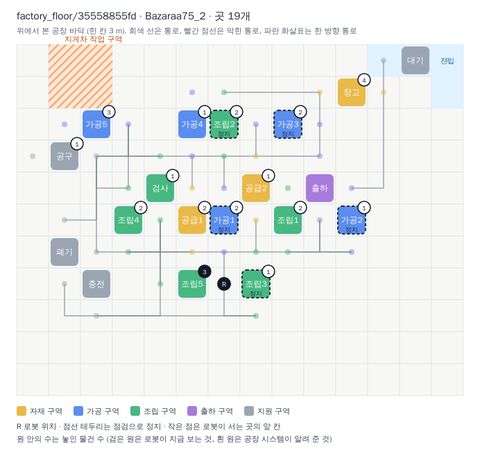 factory_floor/35558855fd · Bazaraa75_2 · 곳 19개
위에서 본 공장 바닥 (한 칸 3 m). 회색 선은 통로, 빨간 점선은 막힌 통로, 파란 화살표는 한 방향 통로
지게차 작업 구역
대기
전립
창고 4
가공5 3
가공4 1
조립2 2
정지
가공3 2
정지
공구 1
검사 1
공급2 1
출하
조립4 2
공급1 2
가공1 2
정지
조립1 2
가공2 1
정지
폐기
충전
조립5 3
R
조립3 1
정지
자재 구역
가공 구역
조립 구역
출하 구역
지원 구역
R 로봇 위치 · 점선 테두리는 점검으로 정지 · 작은 점은 로봇이 서는 곳의 앞 칸
원 안의 수는 놓인 물건 수 (검은 원은 로봇이 지금 보는 것, 흰 원은 공장 시스템이 알려 준 것)